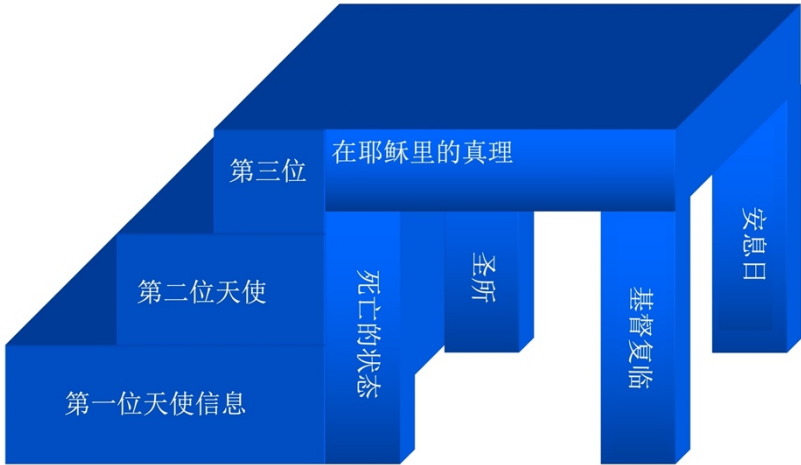 在耶稣里的真理
第三位
第二位天使
第一位天使信息
死亡的状态
圣所
基督复临
安息日